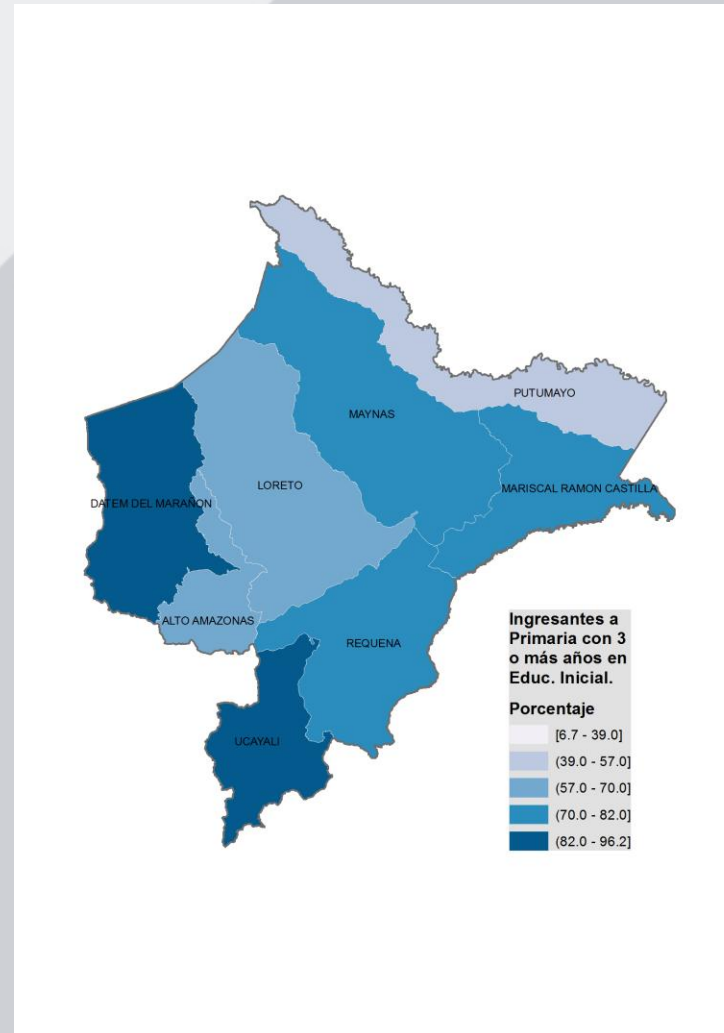 PUTUMAYO
MAYNAS
LORETO
MARISCAL RAMON CASTILLA
DATEM DEL MARAÑON
ALTO AMAZONAS
REQUENA
UCAYALI
Ingresantes a
Primaria con 3
o más años en
Educ. Inicial.
Porcentaje
[6.7 - 39.0]
(39.0 - 57.0]
(57.0 - 70.0]
(70.0 - 82.0]
(82.0 - 96.2]